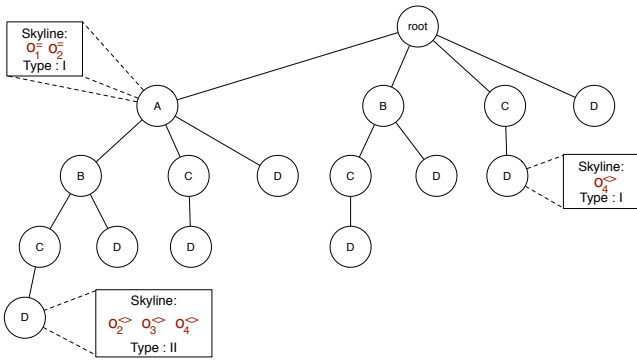 Skyline:
o₁⁼ o₂⁼
Type : I
root
A
B
C
D
B
C
D
C
D
D
Skyline:
o₄<>
Type : I
C
D
D
D
D
Skyline:
o₂<> o₃<> o₄<>
Type : II